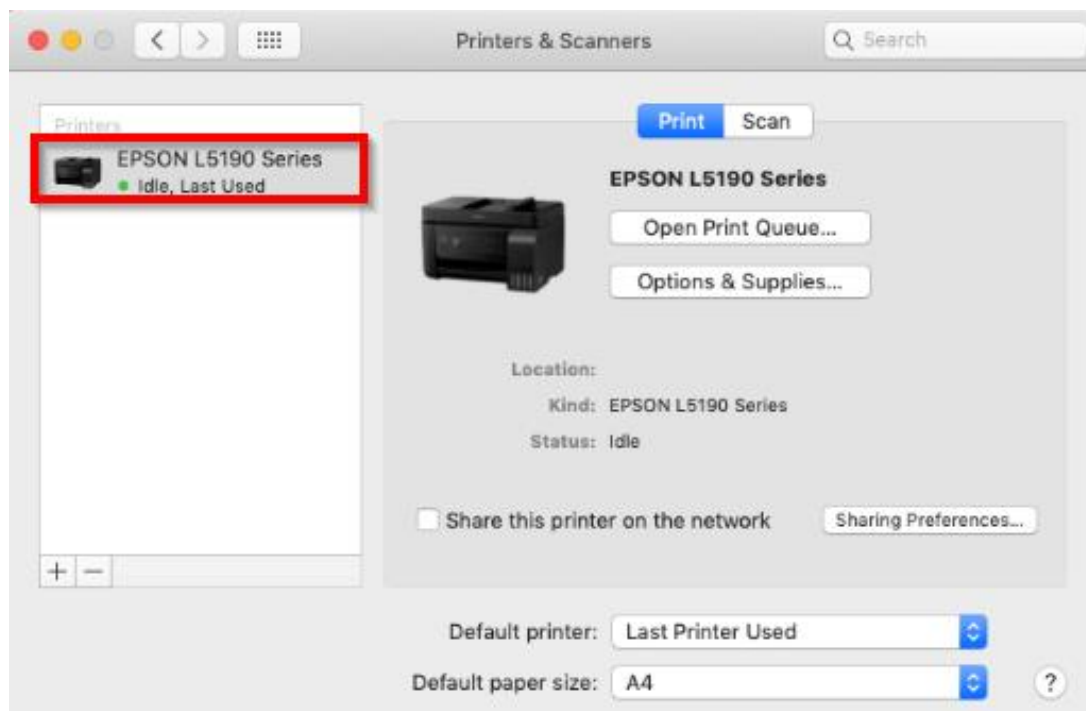 Printers & Scanners
Search
Printers
EPSON L5190 Series
Idle, Last Used
Print Scan
EPSON L5190 Series
Open Print Queue...
Options & Supplies...
Location:
Kind: EPSON L5190 Series
Status: Idle
Share this printer on the network
Sharing Preferences...
+ −
Default printer: Last Printer Used
Default paper size: A4
?